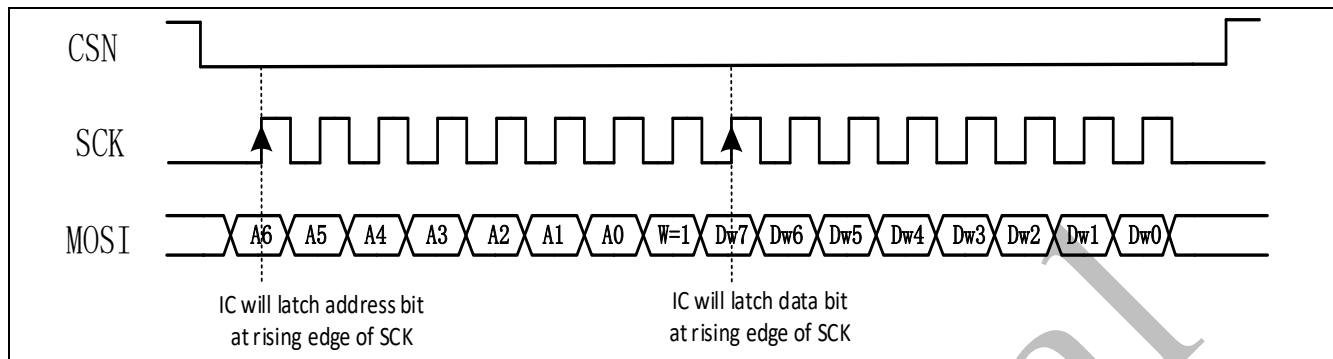 CSN
SCK
MOSI A6 A5 A4 A3 A2 A1 A0 W=1 Dw7 Dw6 Dw5 Dw4 Dw3 Dw2 Dw1 Dw0
IC will latch address bit
at rising edge of SCK
IC will latch data bit
at rising edge of SCK